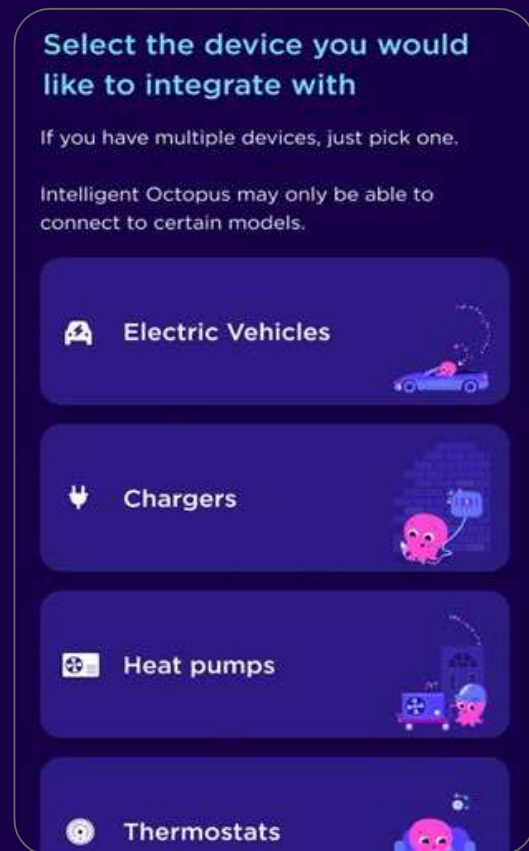 Select the device you would
like to integrate with
If you have multiple devices, just pick one.
Intelligent Octopus may only be able to
connect to certain models.
Electric Vehicles
Chargers
Heat pumps
Thermostats